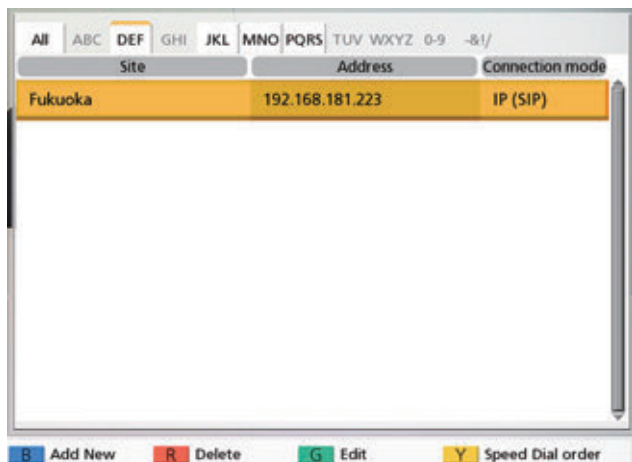 All ABC DEF GHI JKL MNO PQRS TUV WXYZ 0-9 -&!/
Site Address Connection mode
Fukuoka 192.168.181.223 IP (SIP)
B Add New R Delete G Edit Y Speed Dial order